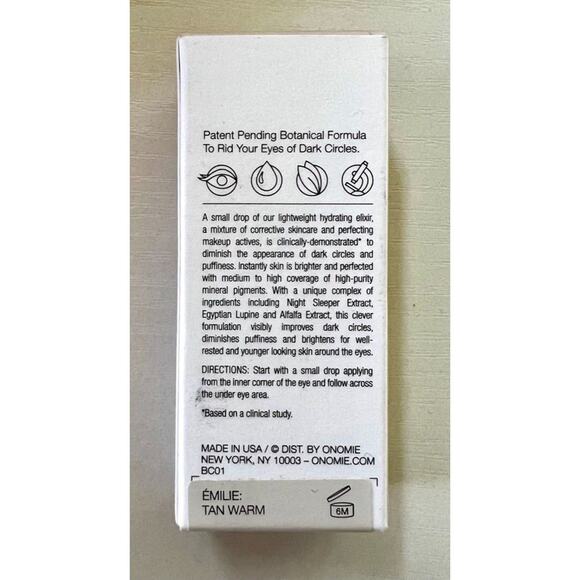 Patent Pending Botanical Formula
To Rid Your Eyes of Dark Circles.
A small drop of our lightweight hydrating elixir,
a mixture of corrective skincare and perfecting
makeup actives, is clinically-demonstrated* to
diminish the appearance of dark circles and
puffiness. Instantly skin is brighter and perfected
with medium to high coverage of high-purity
mineral pigments. With a unique complex of
ingredients including Night Sleeper Extract,
Egyptian Lupine and Alfalfa Extract, this clever
formulation visibly improves dark circles,
diminishes puffiness and brightens for well-
rested and younger looking skin around the eyes.
DIRECTIONS: Start with a small drop applying
from the inner corner of the eye and follow across
the under eye area.
*Based on a clinical study.
MADE IN USA / © DIST. BY ONOMIE
NEW YORK, NY 10003 – ONOMIE.COM
BC01
ÉMILIE:
TAN WARM
6M